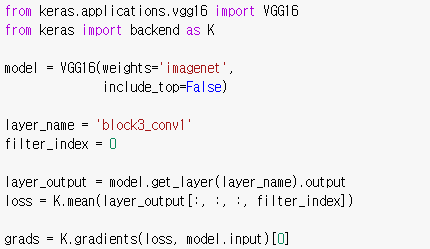 from keras.applications.vgg16 import VGG16
from keras import backend as K
model = VGG16(weights='imagenet',
include_top=False)
layer_name = 'block3_conv1'
filter_index = 0
layer_output = model.get_layer(layer_name).output
loss = K.mean(layer_output[:, :, :, filter_index])
grads = K.gradients(loss, model.input)[0]